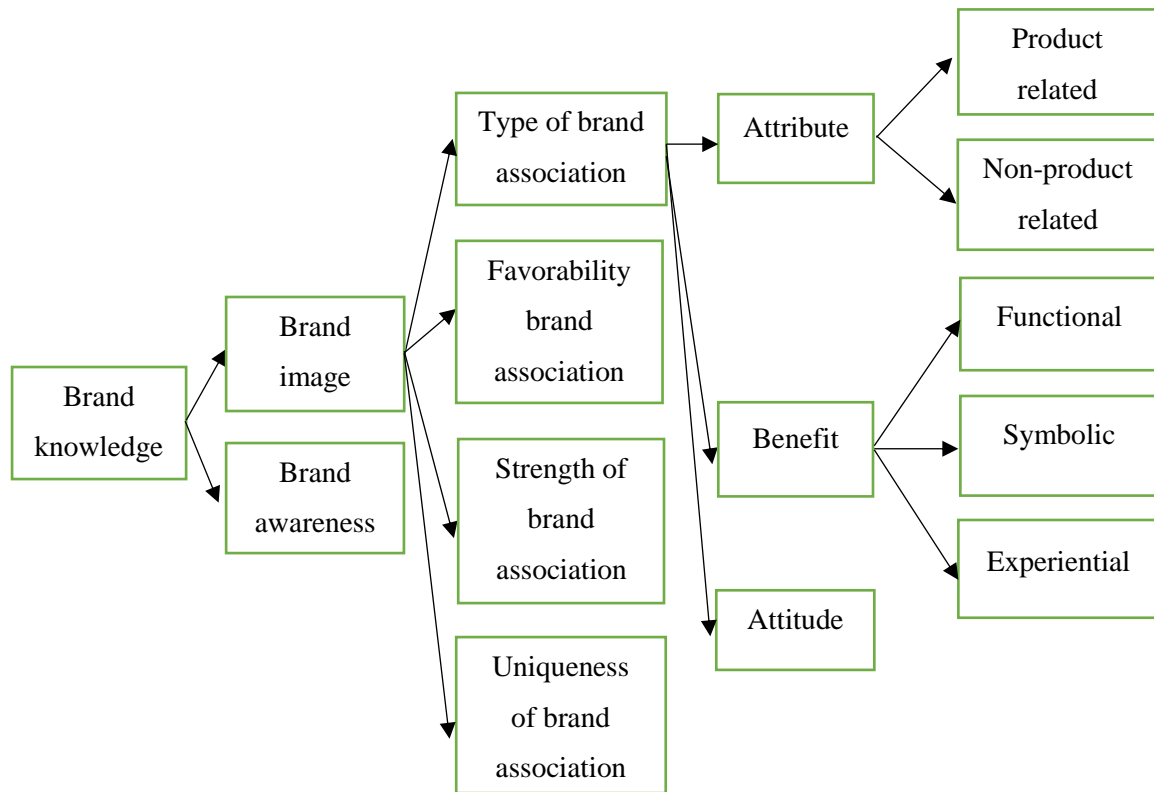 Brand
knowledge
Brand
image
Brand
awareness
Type of brand
association
Favorability
brand
association
Strength of
brand
association
Uniqueness
of brand
association
Attribute
Benefit
Attitude
Product
related
Non-product
related
Functional
Symbolic
Experiential